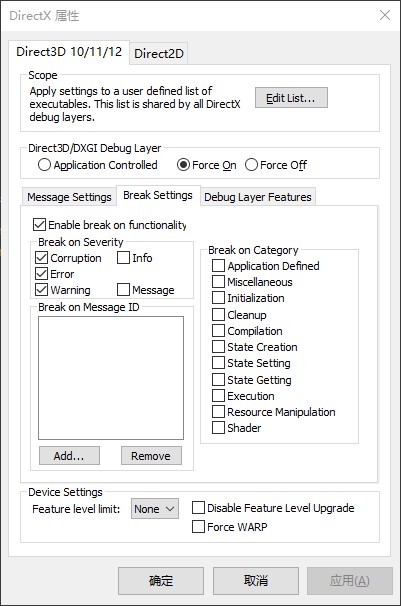 DirectX 属性
Direct3D 10/11/12
Direct2D
Scope
Apply settings to a user defined list of
executables. This list is shared by all DirectX
debug layers.
Edit List...
Direct3D/DXGI Debug Layer
Application Controlled
Force On
Force Off
Message Settings
Break Settings
Debug Layer Features
Enable break on functionality
Break on Severity
Corruption
Info
Error
Warning
Message
Break on Message ID
Add...
Remove
Break on Category
Application Defined
Miscellaneous
Initialization
Cleanup
Compilation
State Creation
State Setting
State Getting
Execution
Resource Manipulation
Shader
Device Settings
Feature level limit:
None
Disable Feature Level Upgrade
Force WARP
确定
取消
应用(A)